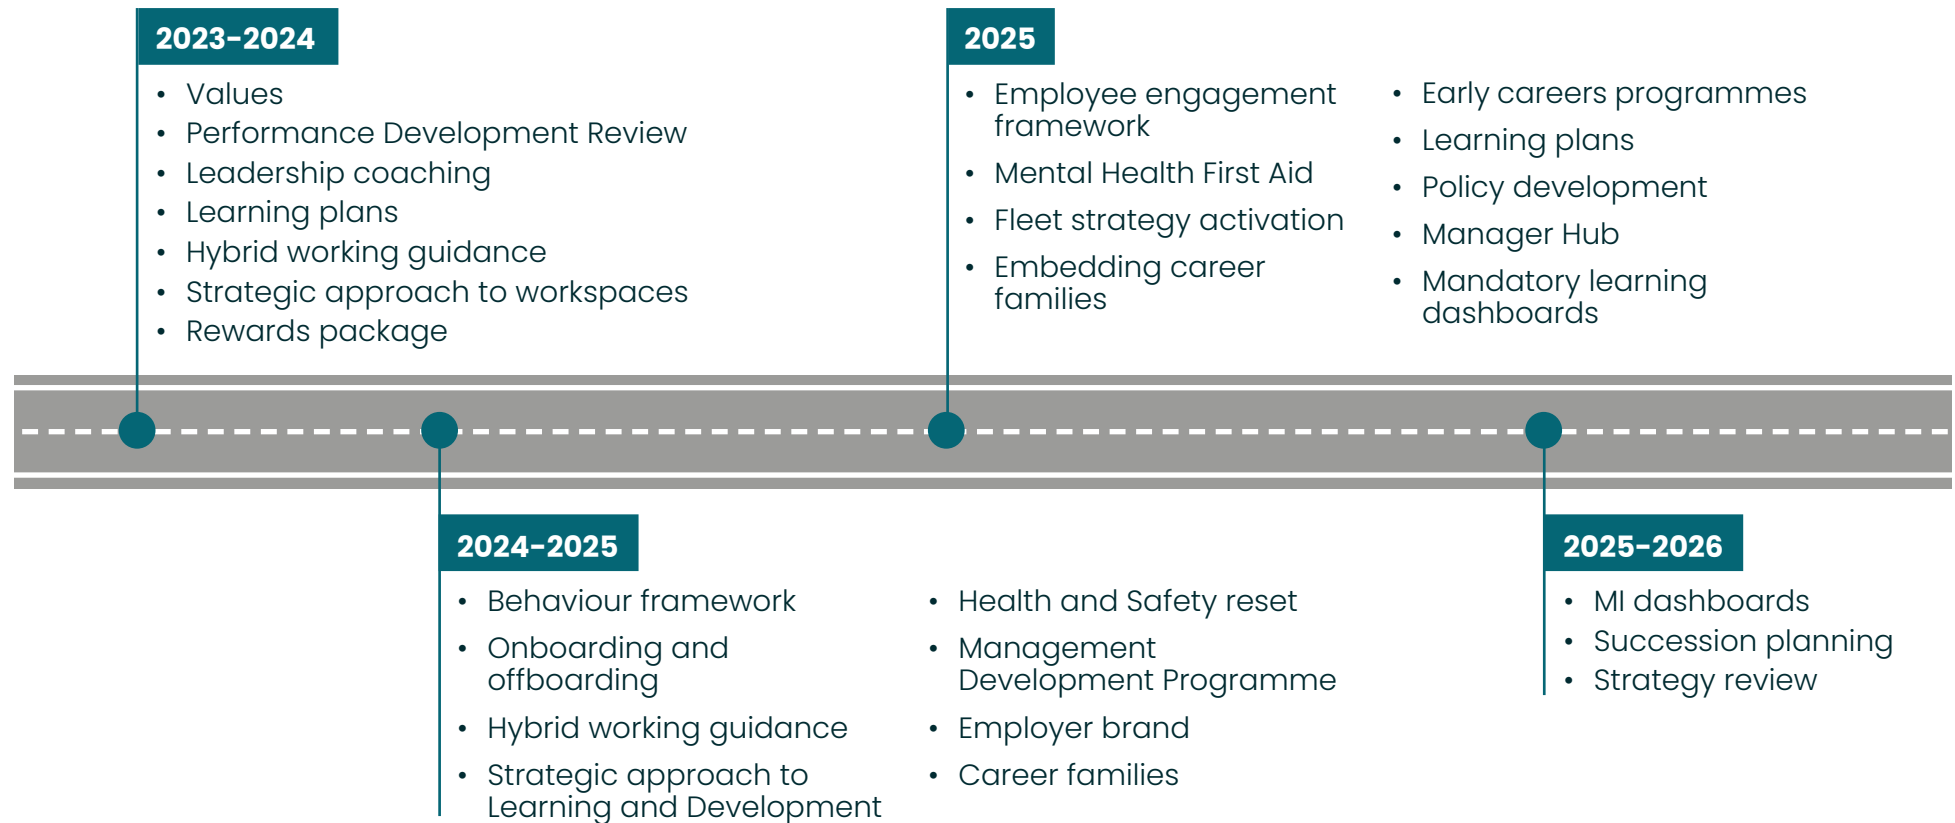 2023-2024
• Values
• Performance Development Review
• Leadership coaching
• Learning plans
• Hybrid working guidance
• Strategic approach to workspaces
• Rewards package
2025
• Employee engagement
framework
• Mental Health First Aid
• Fleet strategy activation
• Embedding career
families
• Early careers programmes
• Learning plans
• Policy development
• Manager Hub
• Mandatory learning
dashboards
2024-2025
• Behaviour framework
• Onboarding and
offboarding
• Hybrid working guidance
• Strategic approach to
Learning and Development
• Health and Safety reset
• Management
Development Programme
• Employer brand
• Career families
2025-2026
• MI dashboards
• Succession planning
• Strategy review